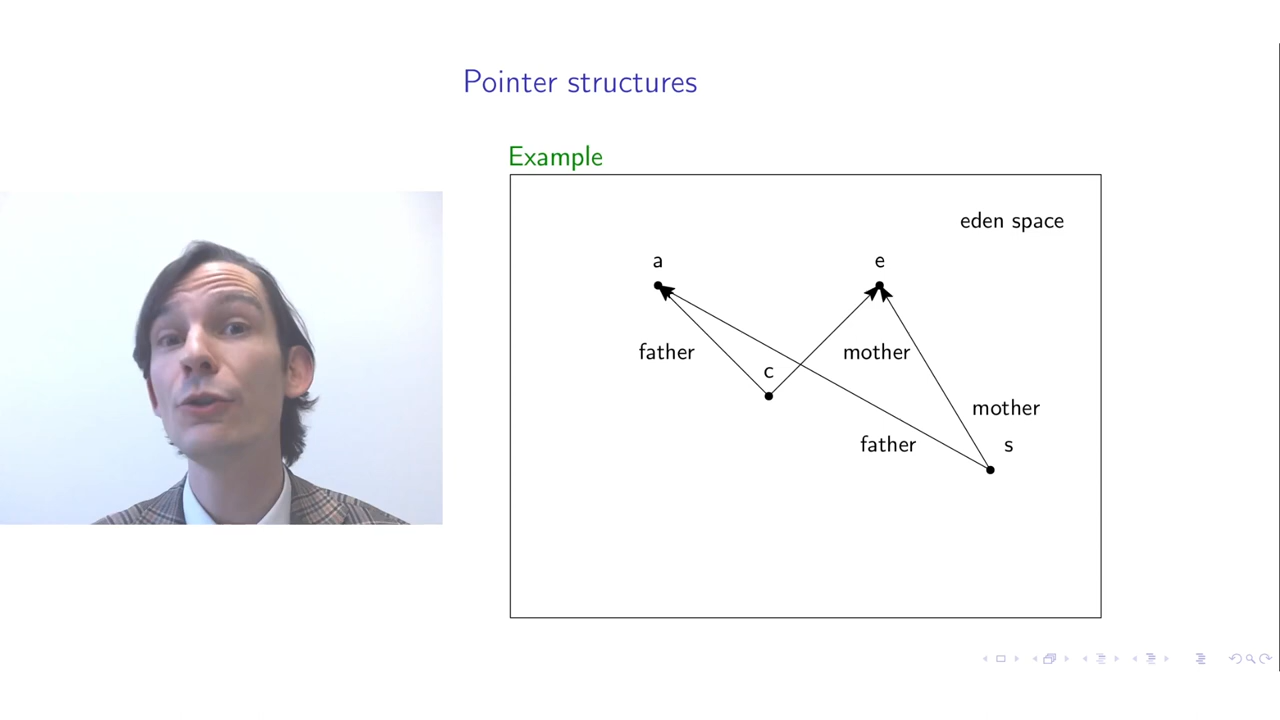 Pointer structures
Example
eden space
a
e
father
mother
c
mother
father
s